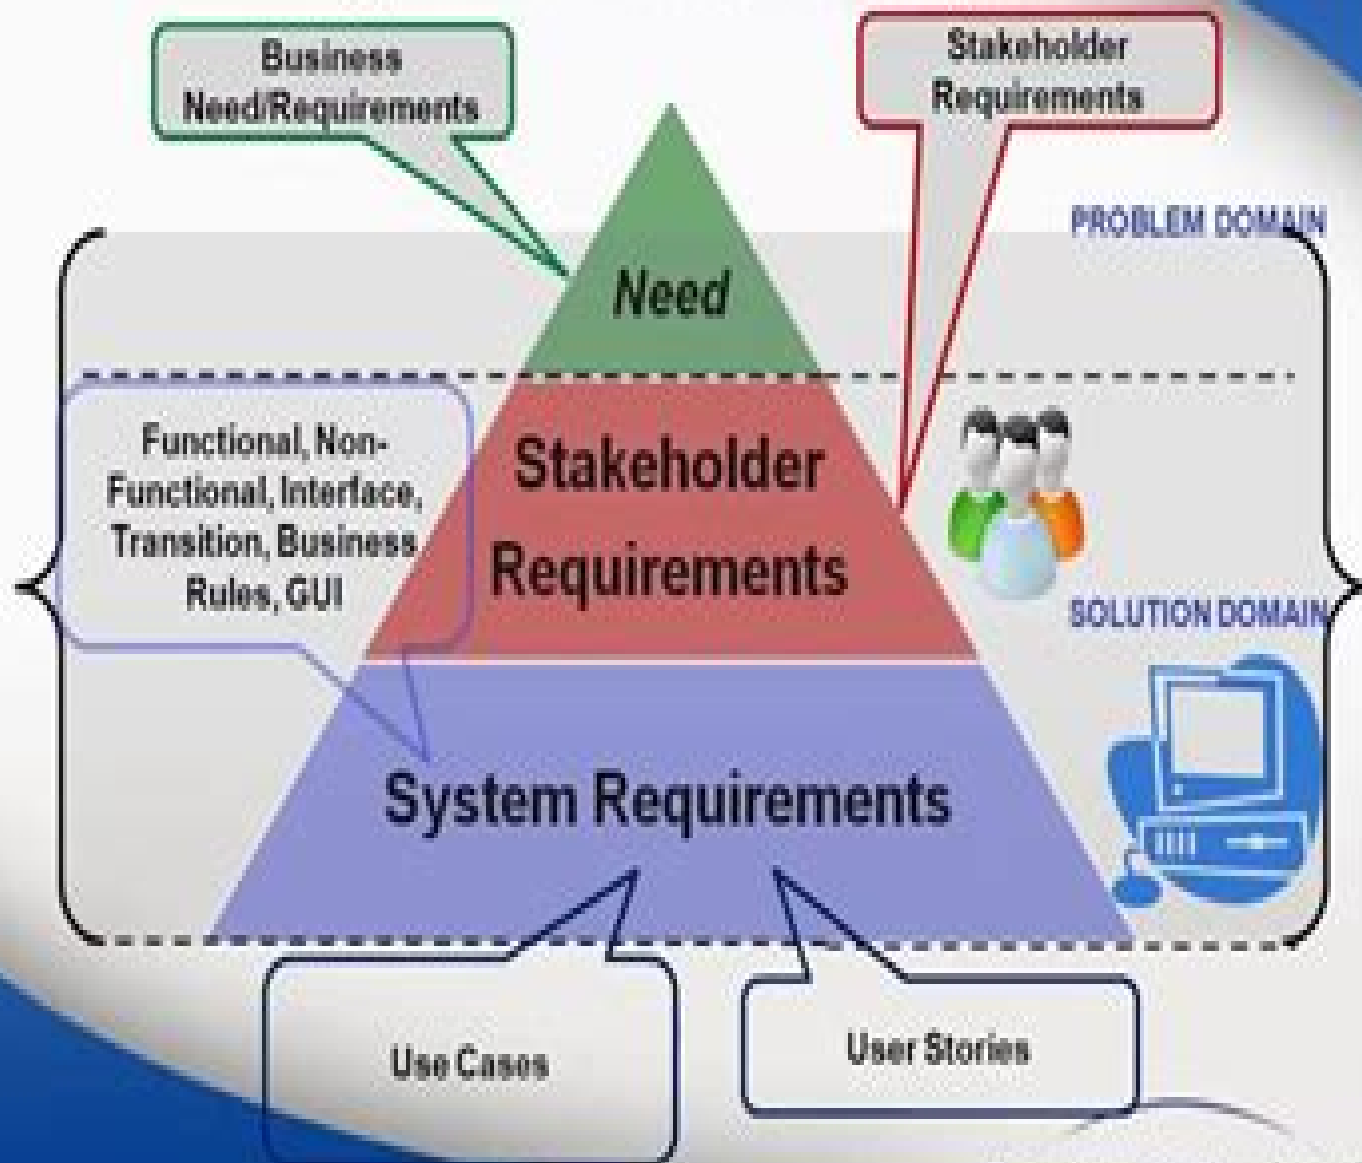 Business
Need/Requirements
Stakeholder
Requirements
PROBLEM DOMAIN
Need
Functional, Non-
Functional, Interface,
Transition, Business
Rules, GUI
Stakeholder
Requirements
SOLUTION DOMAIN
System Requirements
Use Cases
User Stories